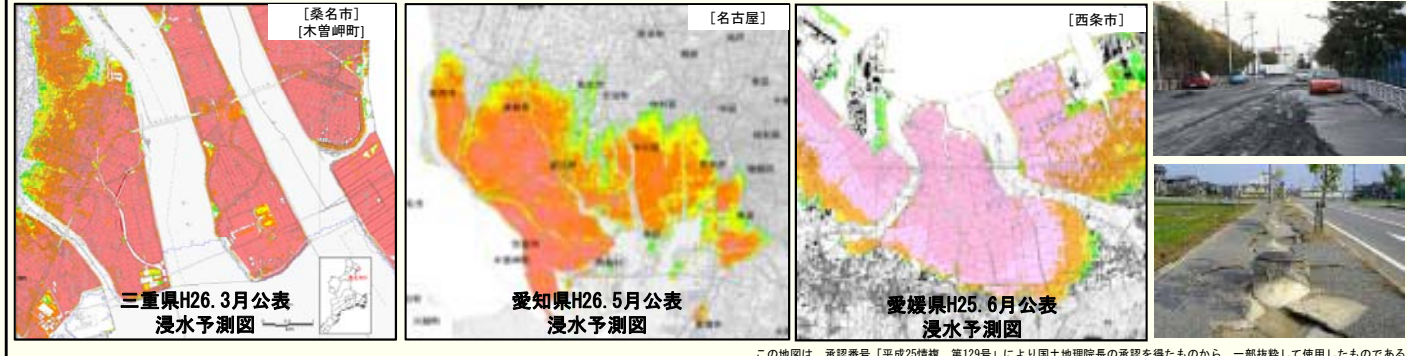 [桑名市]
[木曽岬町]
三重県H26.3月公表
浸水予測図
[名古屋]
愛知県H26.5月公表
浸水予測図
[西条市]
愛媛県H25.6月公表
浸水予測図
この地図は、承認番号「平成25情複、第129号」により国土地理院長の承認を得たものから、一部抜粋して使用したものである